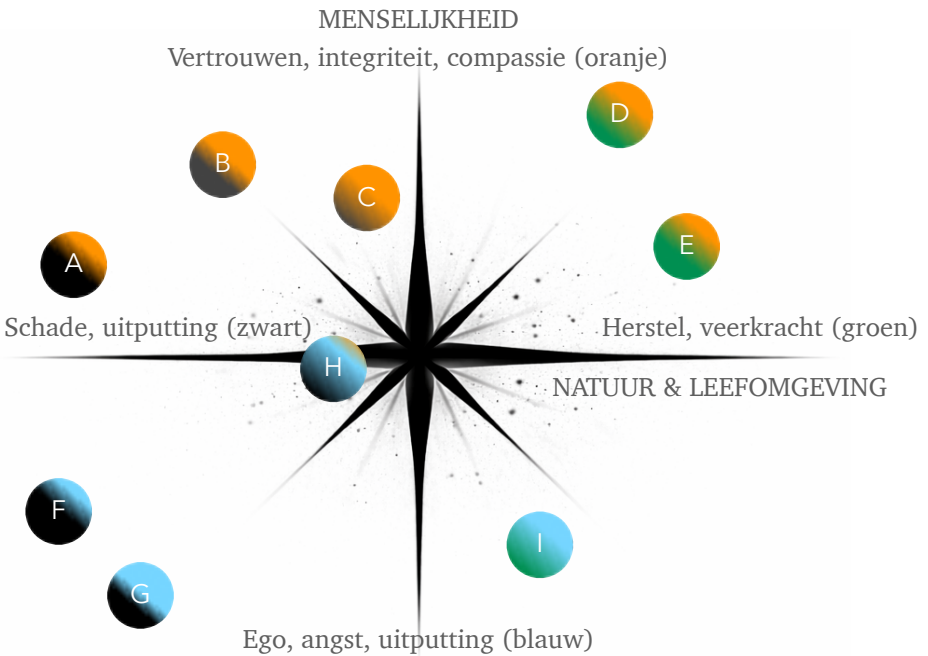 MENSELIJKHEID
Vertrouwen, integriteit, compassie (oranje)
D
B
C
E
A
Schade, uitputting (zwart)
Herstel, veerkracht (groen)
H
NATUUR & LEEFOMGEVING
F
I
G
Ego, angst, uitputting (blauw)